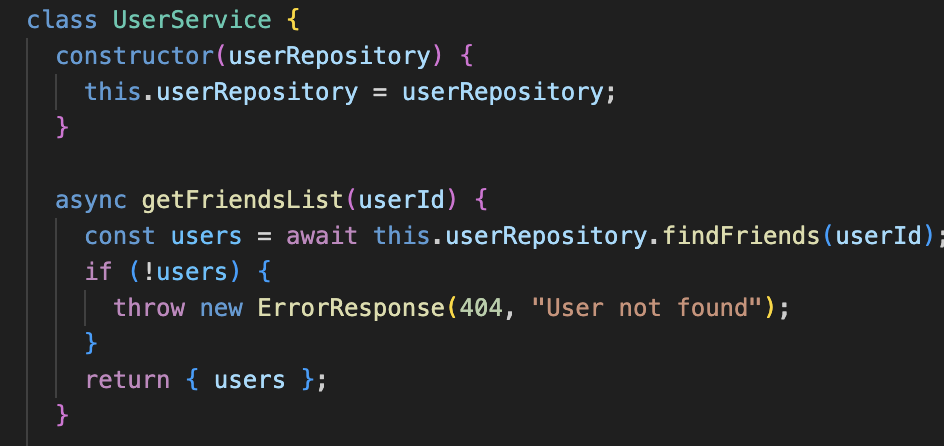 class UserService {
constructor(userRepository) {
this.userRepository = userRepository;
}
async getFriendsList(userId) {
const users = await this.userRepository.findFriends(userId);
if (!users) {
throw new ErrorResponse(404, "User not found");
}
return { users };
}